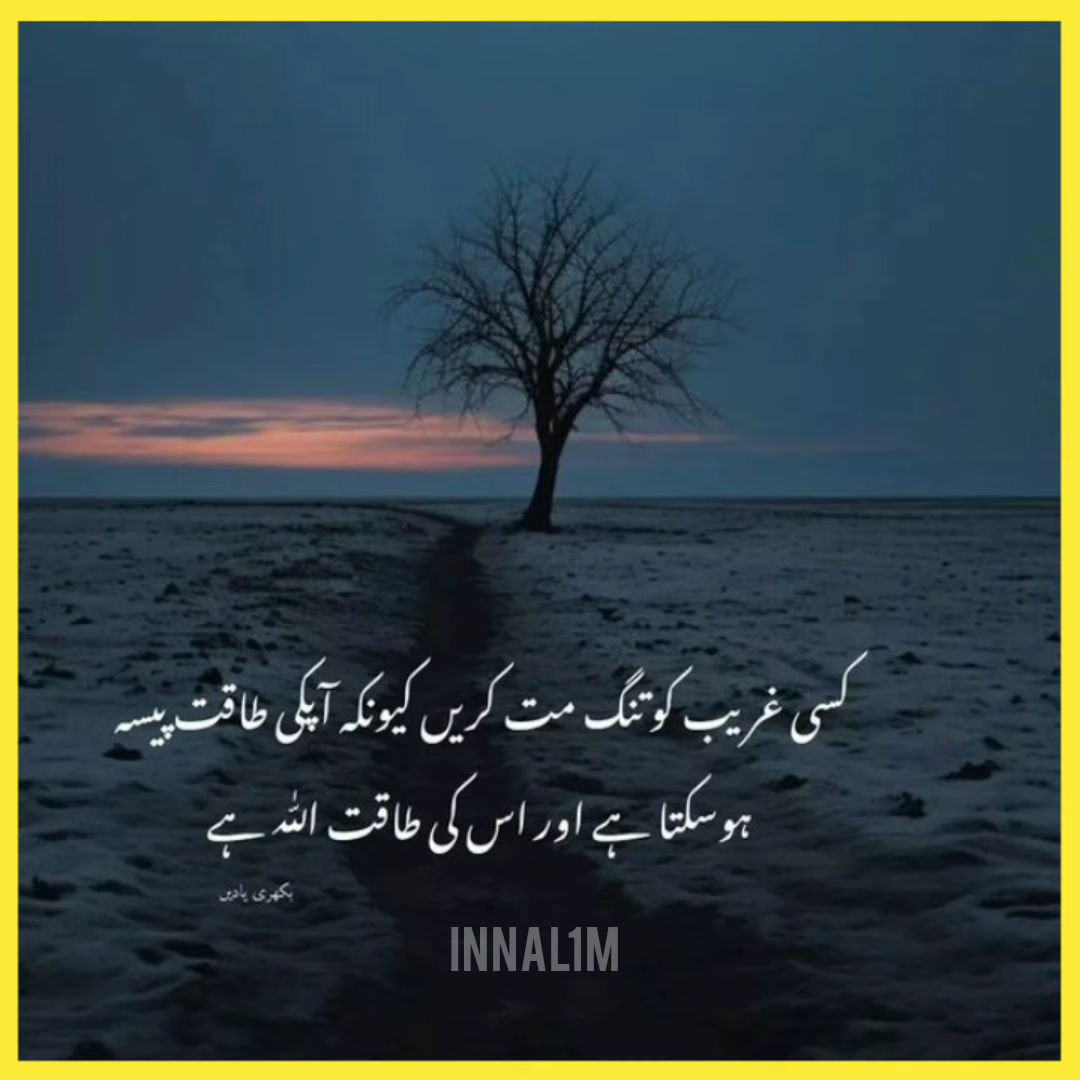 کسی غریب کو تنگ مت کریں کیونکہ آپکی طاقت پیسہ
ہو سکتا ہے اور اس کی طاقت اللہ ہے
بکھری یادیں
INNAL1M